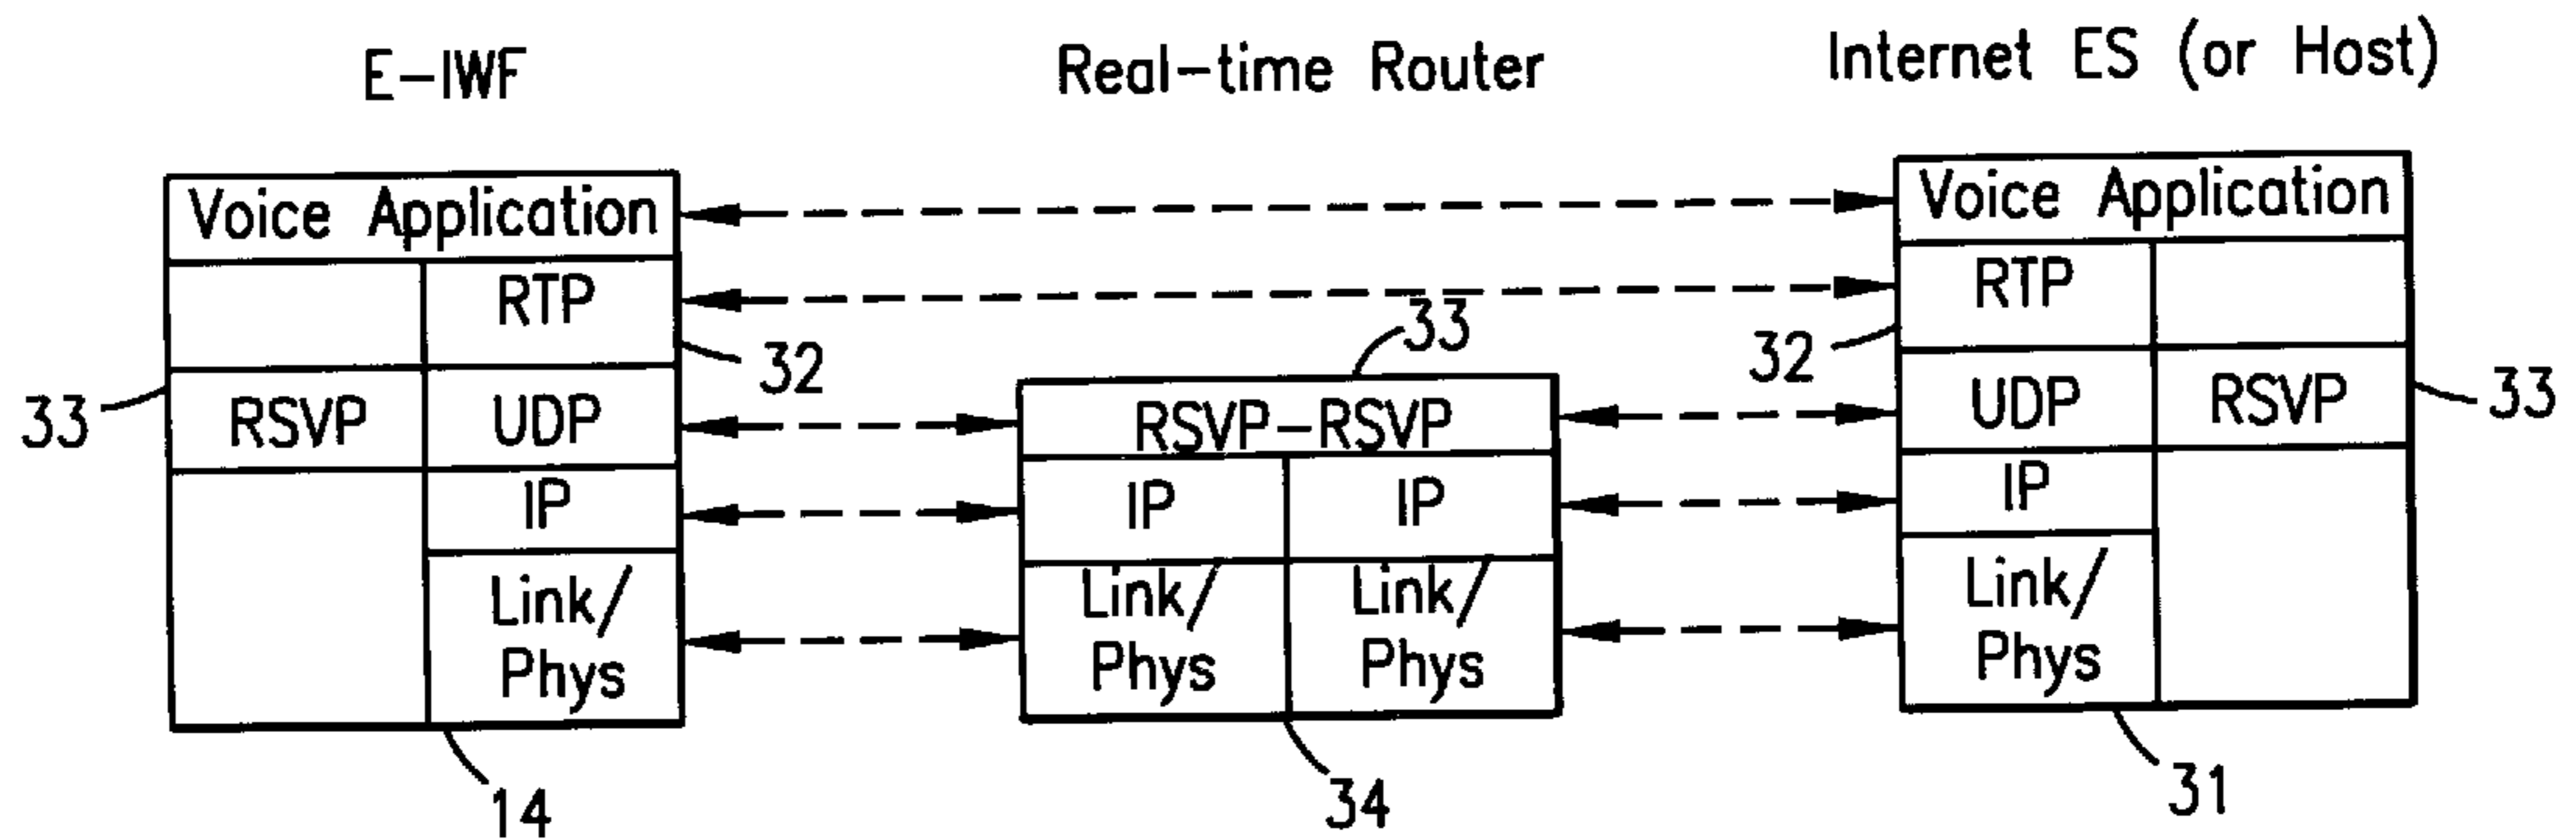 E-IWF
Real-time Router
Internet ES (or Host)
Voice Application
RTP
32
33
RSVP
UDP
IP
Link/
Phys
14
33
RSVP-RSVP
IP
IP
Link/
Phys
Link/
Phys
34
Voice Application
RTP
32
UDP
RSVP
33
IP
Link/
Phys
31